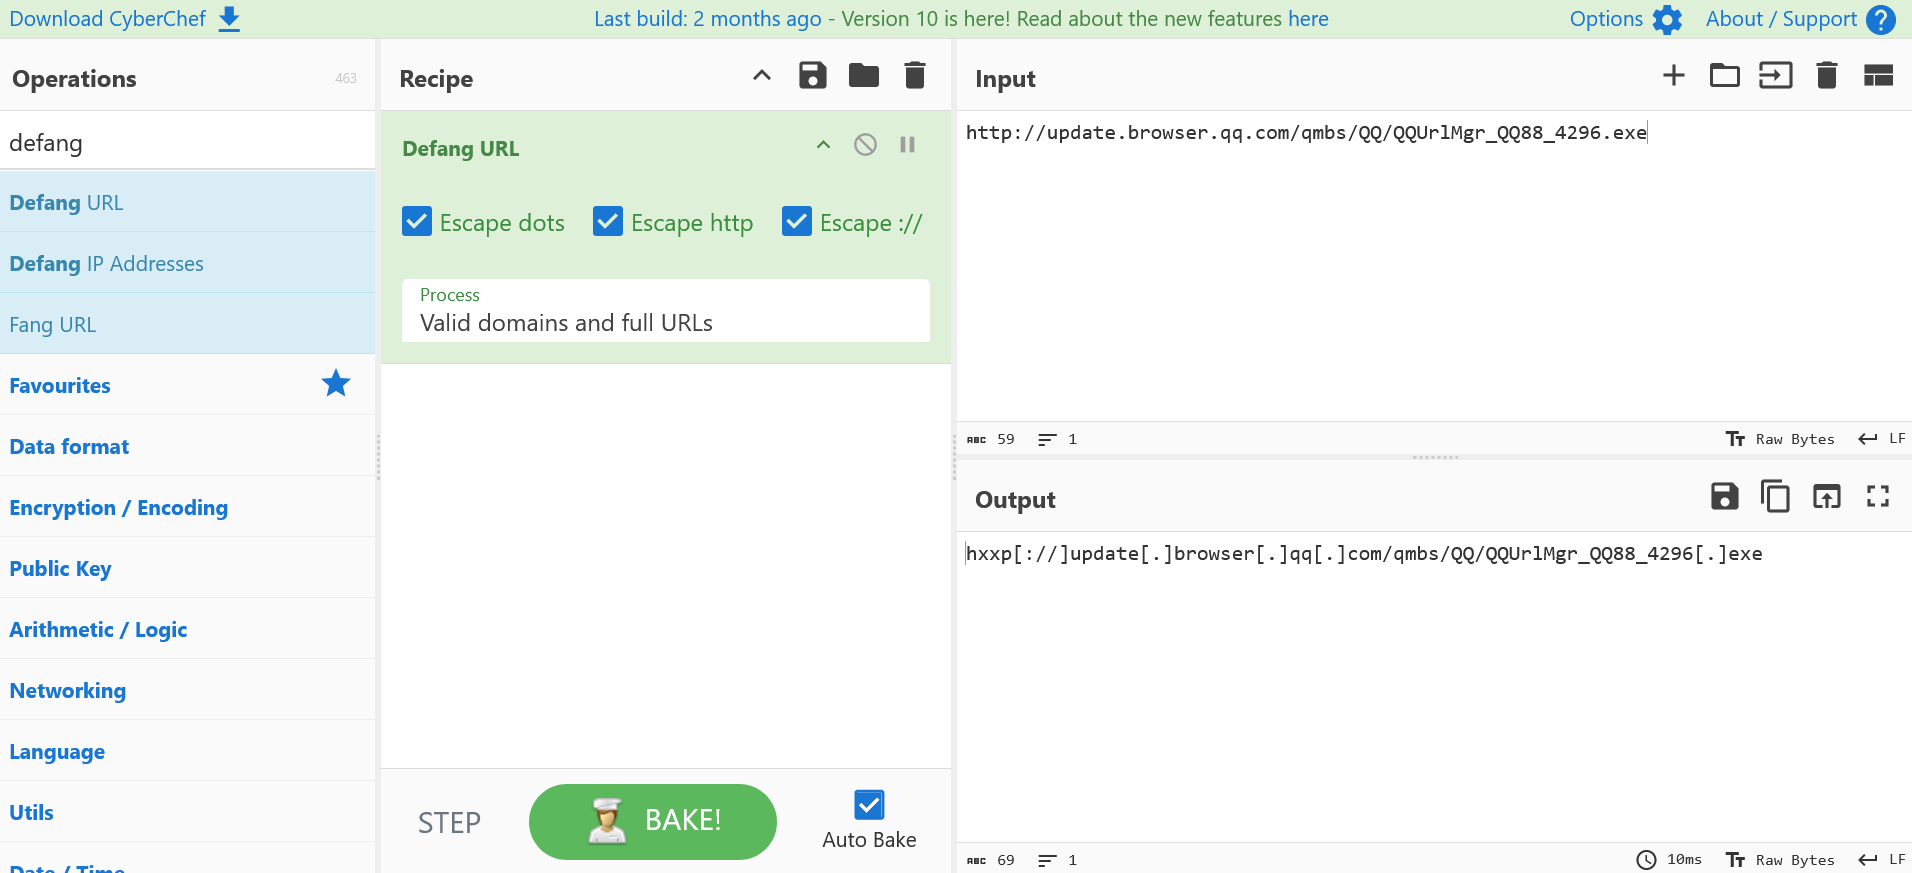 Download CyberChef
Last build: 2 months ago - Version 10 is here! Read about the new features here
Options
About / Support
Operations
463
defang
Defang URL
Defang IP Addresses
Fang URL
Favourites
Data format
Encryption / Encoding
Public Key
Arithmetic / Logic
Networking
Language
Utils
Date / Time
Recipe
Defang URL
Escape dots
Escape http
Escape ://
Process
Valid domains and full URLs
STEP
BAKE!
Auto Bake
Input
http://update.browser.qq.com/qmbs/QQ/QQUrlMgr_QQ88_4296.exe
ABC 59 1 Raw Bytes LF
Output
hxxp[://]update[.]browser[.]qq[.]com/qmbs/QQ/QQUrlMgr_QQ88_4296[.]exe
ABC 69 1 10ms Raw Bytes LF